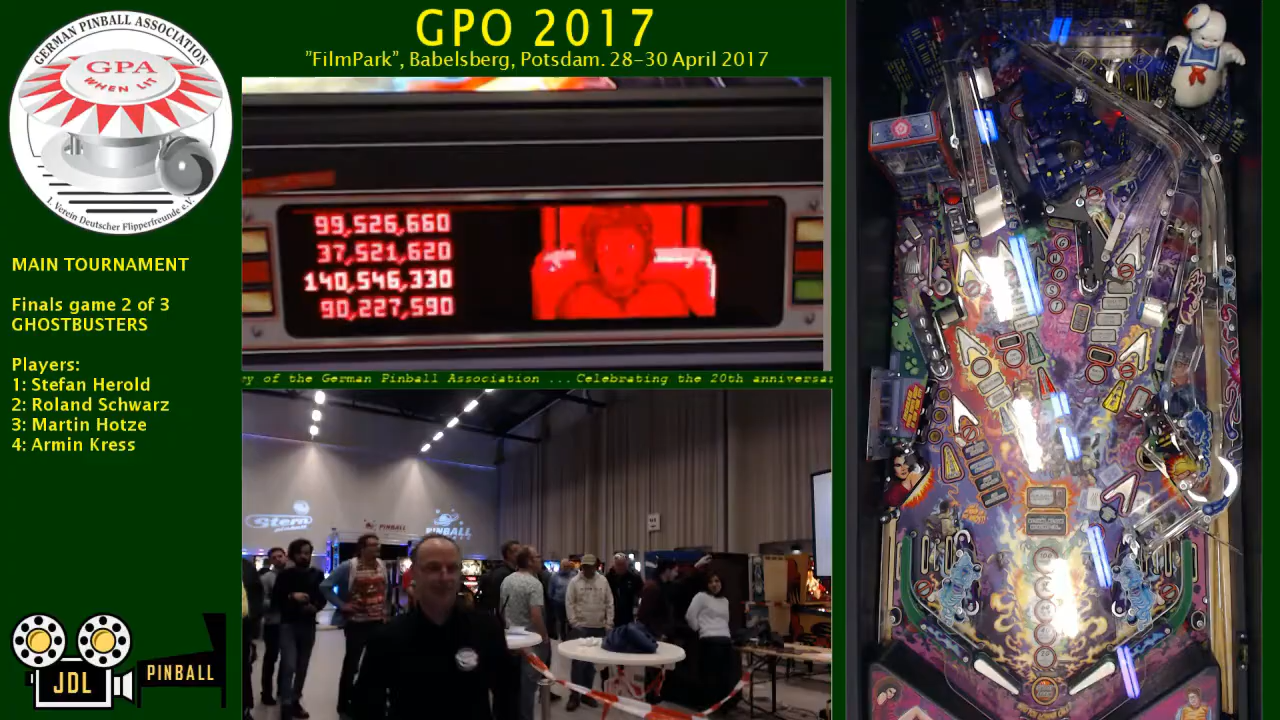 GERMAN PINBALL ASSOCIATION
GPA
WHEN LIT
1. Verein Deutscher Flipperfreunde e.V.
GPO 2017
"FilmPark", Babelsberg, Potsdam. 28-30 April 2017
MAIN TOURNAMENT
Finals game 2 of 3
GHOSTBUSTERS
Players:
1: Stefan Herold
2: Roland Schwarz
3: Martin Hotze
4: Armin Kress
99,526,660
37,521,620
140,546,330
90,227,590
y of the German Pinball Association ... Celebrating the 20th anniversa
Stern
PINBALL
PINBALL
JDL
PINBALL